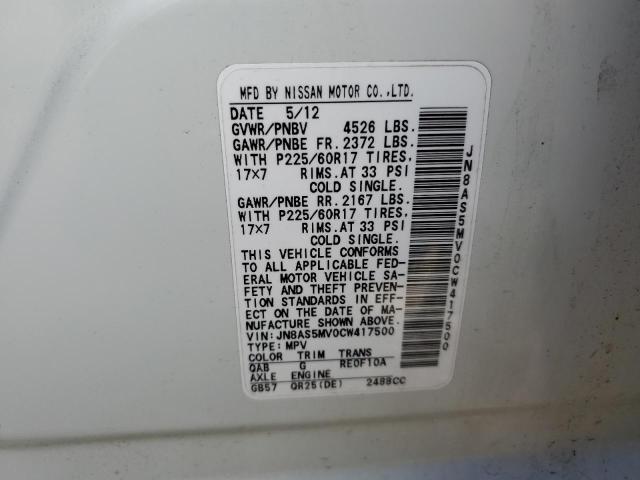 MFD BY NISSAN MOTOR CO.,LTD.
DATE 5/12
GVWR/PNBV 4526 LBS.
GAWR/PNBE FR. 2372 LBS.
WITH P225/60R17 TIRES,
17×7 RIMS.AT 33 PSI
COLD SINGLE.
GAWR/PNBE RR. 2167 LBS.
WITH P225/60R17 TIRES,
17×7 RIMS.AT 33 PSI
COLD SINGLE.
THIS VEHICLE CONFORMS
TO ALL APPLICABLE FED-
ERAL MOTOR VEHICLE SA-
FETY AND THEFT PREVEN-
TION STANDARDS IN EFF-
ECT ON THE DATE OF MA-
NUFACTURE SHOWN ABOVE.
VIN:JN8AS5MV0CW417500
TYPE: MPV
COLOR TRIM TRANS
QAB G RE0F10A
AXLE ENGINE
GB57 QR25(DE) 2488CC
JN8AS5MV0CW417500